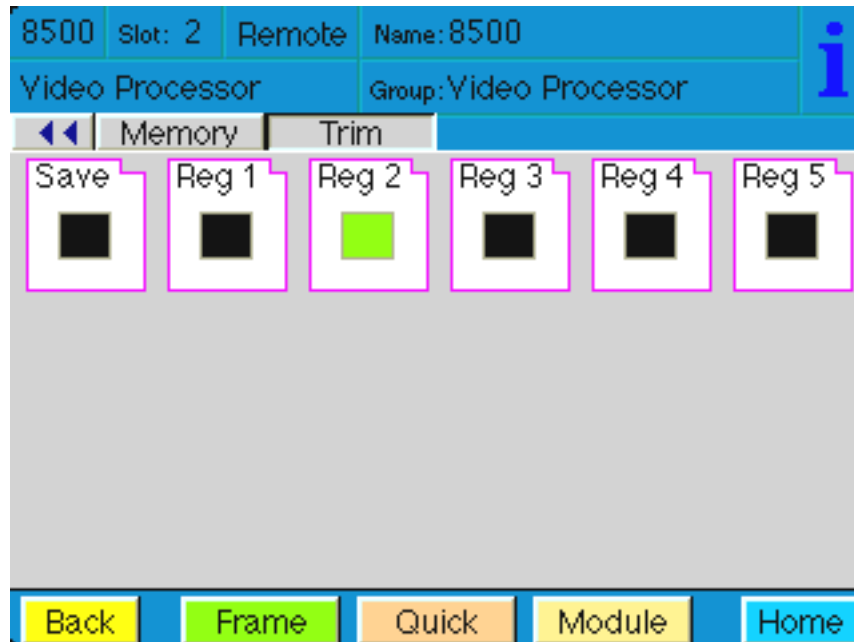 8500 Slot: 2 Remote Name: 8500
Video Processor Group: Video Processor
Memory Trim
Save Reg 1 Reg 2 Reg 3 Reg 4 Reg 5
Back Frame Quick Module Home